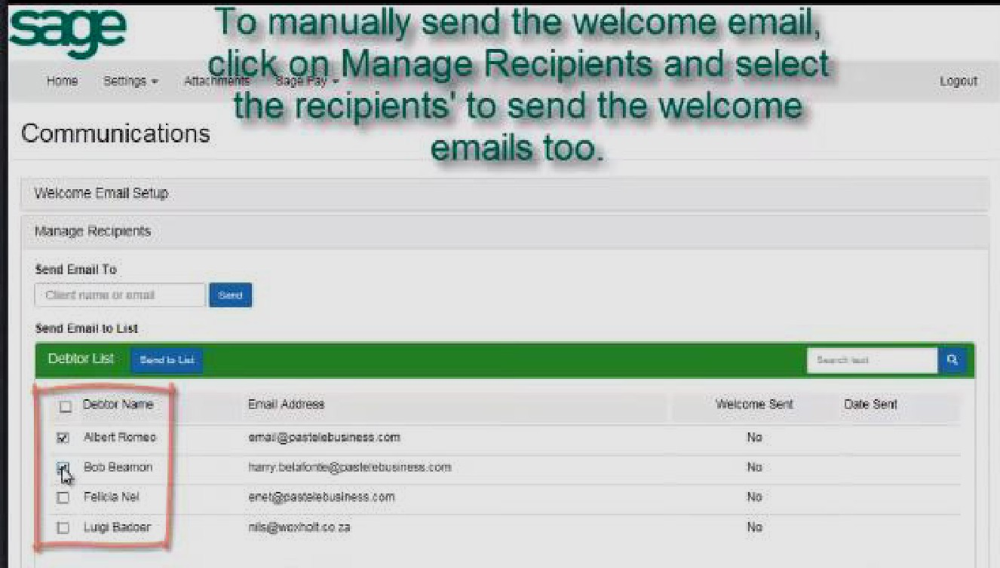 sage
To manually send the welcome email,
click on Manage Recipients and select
the recipients' to send the welcome
emails too.
Home Settings Attachments Sage Pay Logout
Communications
Welcome Email Setup
Manage Recipients
Send Email To
Client name or email Send
Send Email to List
Debtor List Send to List Search text
Debtor Name Email Address Welcome Sent Date Sent
Albert Romeo email@pastelebusiness.com No
Bob Beamon harry.belafonte@pastelebusiness.com No
Felicia Nel enet@pastelebusiness.com No
Luigi Badoer nils@woxholt.co.za No